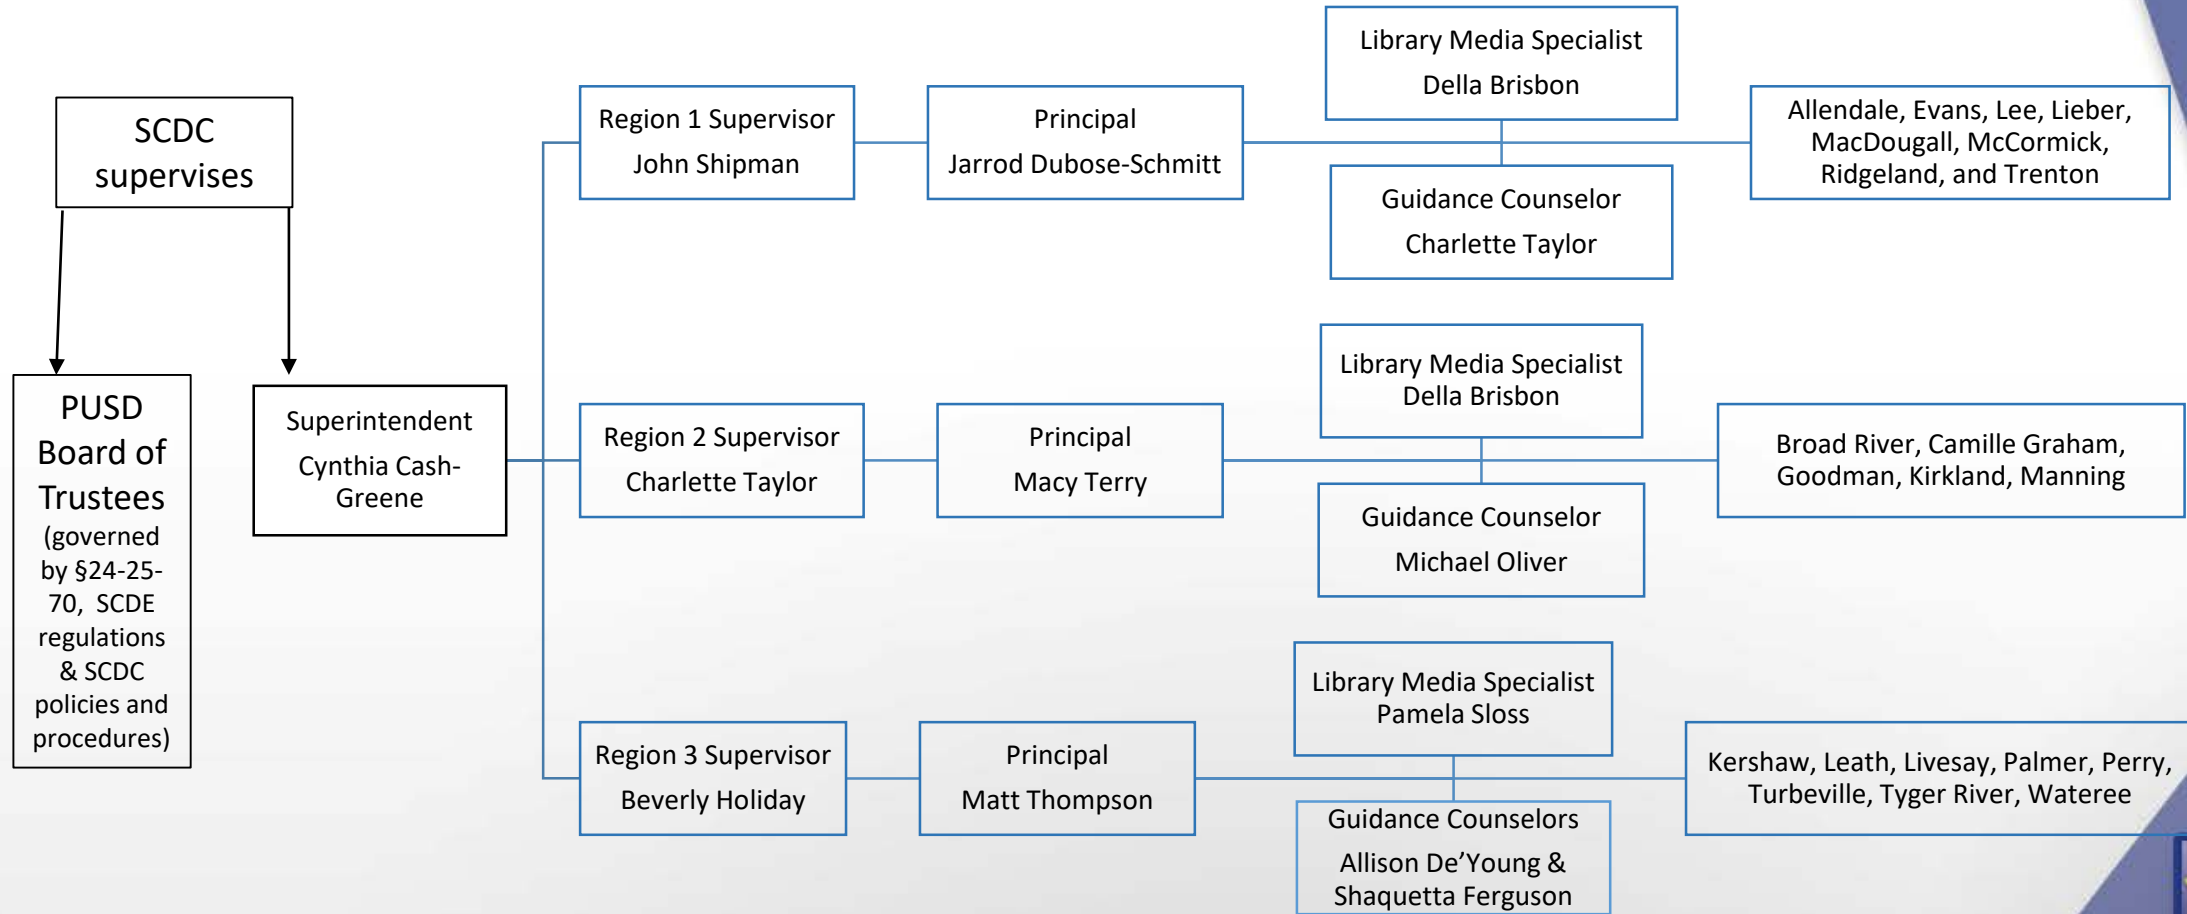 SCDC
supervises
PUSD
Board of
Trustees
(governed
by §24-25-
70, SCDE
regulations
& SCDC
policies and
procedures)
Superintendent
Cynthia Cash-
Greene
Region 1 Supervisor
John Shipman
Principal
Jarrod Dubose-Schmitt
Library Media Specialist
Della Brisbon
Guidance Counselor
Charlette Taylor
Allendale, Evans, Lee, Lieber,
MacDougall, McCormick,
Ridgeland, and Trenton
Region 2 Supervisor
Charlette Taylor
Principal
Macy Terry
Library Media Specialist
Della Brisbon
Guidance Counselor
Michael Oliver
Broad River, Camille Graham,
Goodman, Kirkland, Manning
Region 3 Supervisor
Beverly Holiday
Principal
Matt Thompson
Library Media Specialist
Pamela Sloss
Guidance Counselors
Allison De’Young &
Shaquetta Ferguson
Kershaw, Leath, Livesay, Palmer, Perry,
Turbeville, Tyger River, Wateree